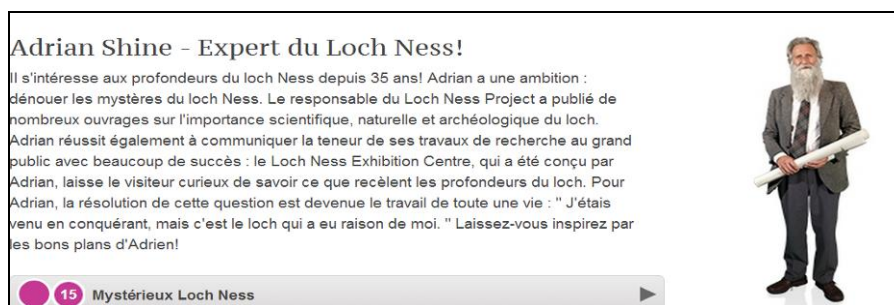 Adrian Shine - Expert du Loch Ness!
Il s'intéresse aux profondeurs du loch Ness depuis 35 ans! Adrian a une ambition :
dénouer les mystères du loch Ness. Le responsable du Loch Ness Project a publié de
nombreux ouvrages sur l'importance scientifique, naturelle et archéologique du loch.
Adrian réussit également à communiquer la teneur de ses travaux de recherche au grand
public avec beaucoup de succès : le Loch Ness Exhibition Centre, qui a été conçu par
Adrian, laisse le visiteur curieux de savoir ce que recèlent les profondeurs du loch. Pour
Adrian, la résolution de cette question est devenue le travail de toute une vie : " J'étais
venu en conquérant, mais c'est le loch qui a eu raison de moi. " Laissez-vous inspirez par
les bons plans d'Adrien!
15 Mystérieux Loch Ness